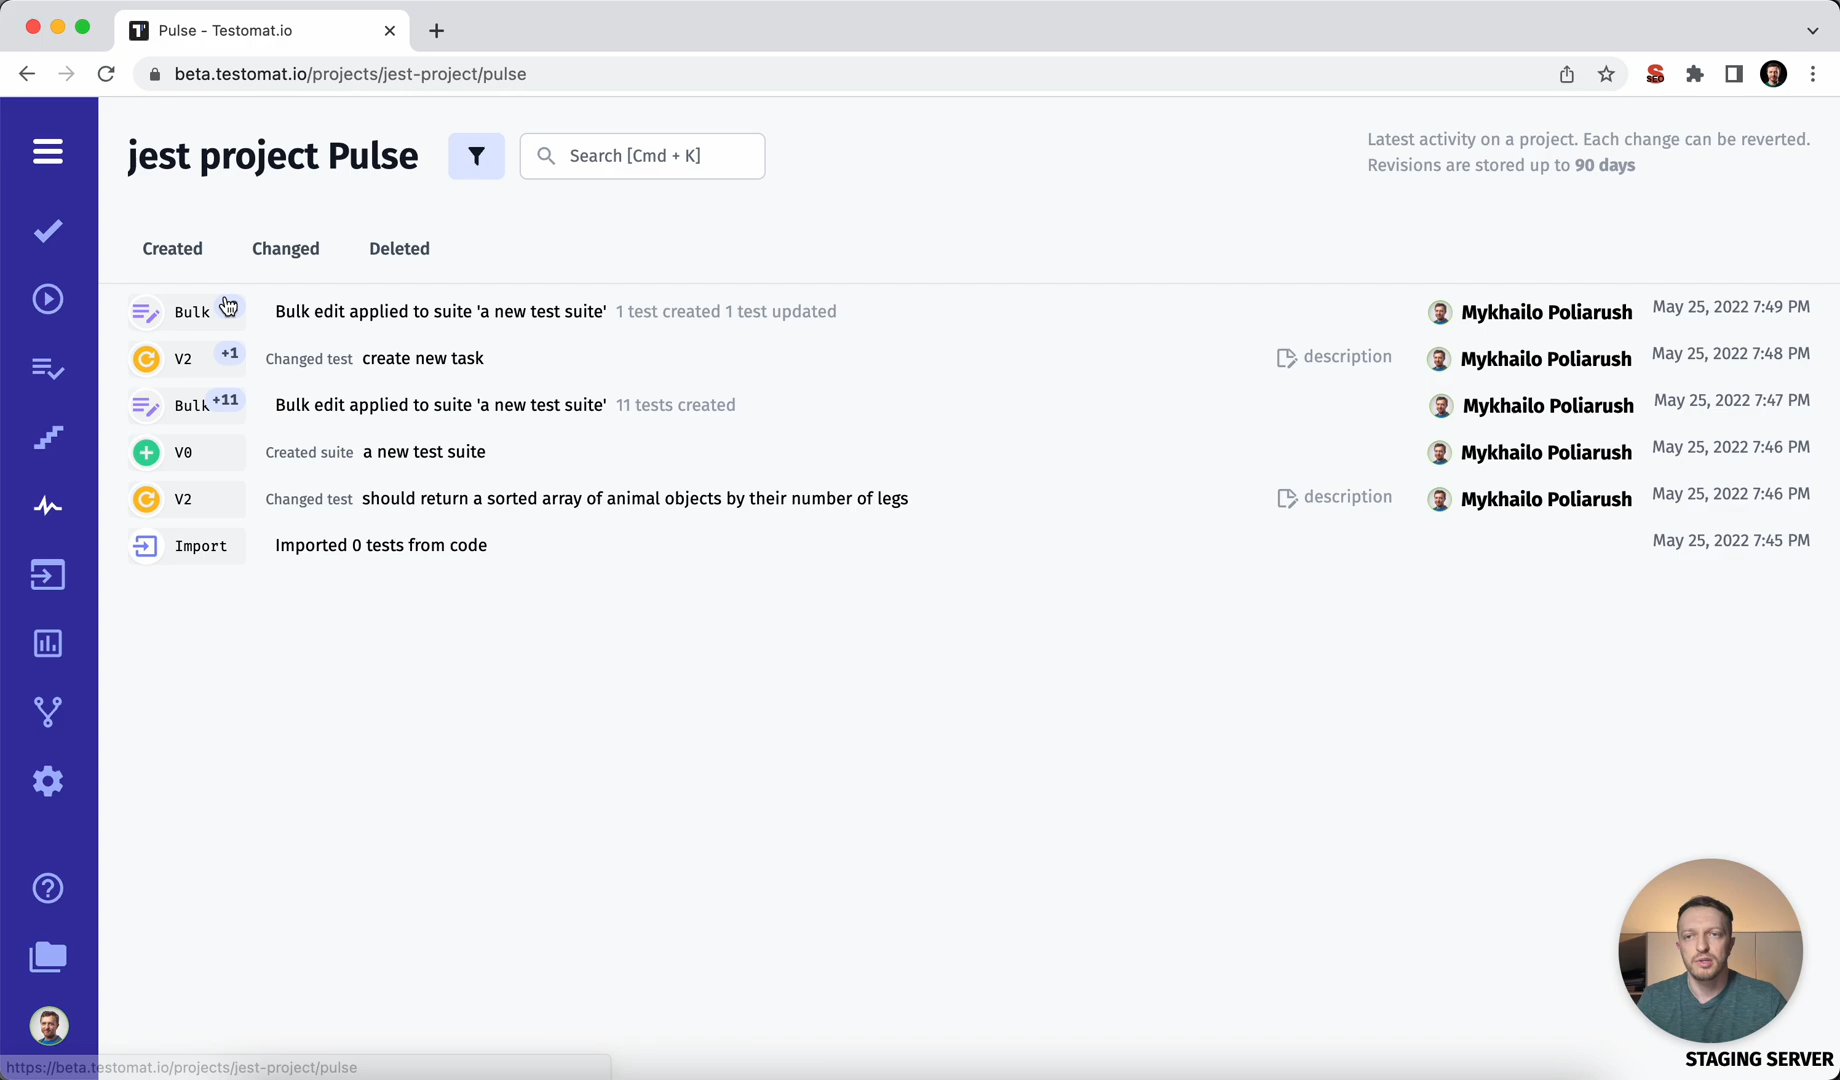 Pulse - Testomat.io
beta.testomat.io/projects/jest-project/pulse
SEO
jest project Pulse
Search [Cmd + K]
Latest activity on a project. Each change can be reverted.
Revisions are stored up to 90 days
Created Changed Deleted
Bulk Bulk edit applied to suite 'a new test suite' 1 test created 1 test updated Mykhailo Poliarush May 25, 2022 7:49 PM
V2 +1 Changed test create new task description Mykhailo Poliarush May 25, 2022 7:48 PM
Bulk +11 Bulk edit applied to suite 'a new test suite' 11 tests created Mykhailo Poliarush May 25, 2022 7:47 PM
V0 Created suite a new test suite Mykhailo Poliarush May 25, 2022 7:46 PM
V2 Changed test should return a sorted array of animal objects by their number of legs description Mykhailo Poliarush May 25, 2022 7:46 PM
Import Imported 0 tests from code May 25, 2022 7:45 PM
https://beta.testomat.io/projects/jest-project/pulse
STAGING SERVER